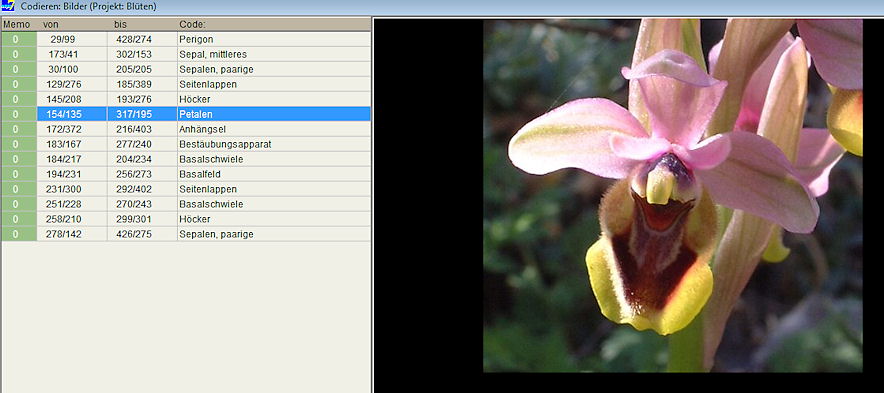 Codieren: Bilder (Projekt: Blüten)
Memo von bis Code:
0 29/99 428/274 Perigon
0 173/41 302/153 Sepal, mittleres
0 30/100 205/205 Sepalen, paarige
0 129/276 185/389 Seitenlappen
0 145/208 193/276 Höcker
0 154/135 317/195 Petalen
0 172/372 216/403 Anhängsel
0 183/167 277/240 Bestäubungsapparat
0 184/217 204/234 Basalschwiele
0 194/231 256/273 Basalfeld
0 231/300 292/402 Seitenlappen
0 251/228 270/243 Basalschwiele
0 258/210 299/301 Höcker
0 278/142 426/275 Sepalen, paarige